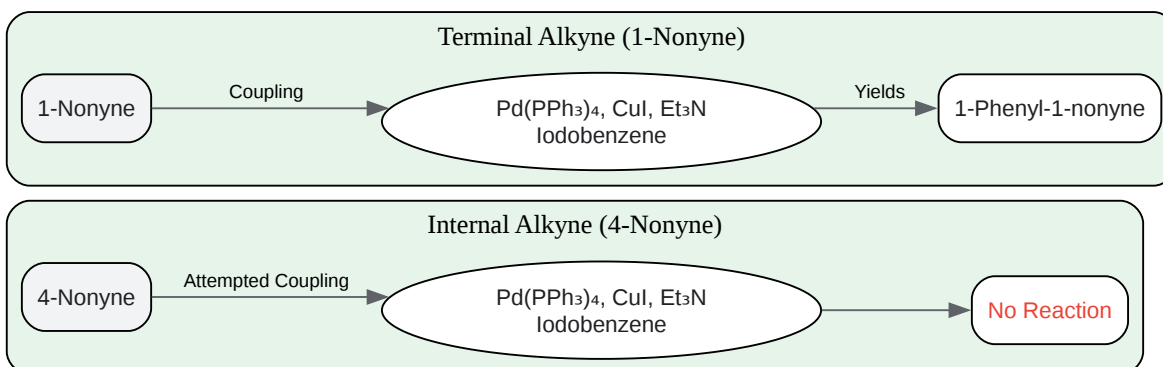 Terminal Alkyne (1-Nonyne)
1-Nonyne
Coupling
Pd(PPh₃)₄, CuI, Et₃N
Iodobenzene
Yields
1-Phenyl-1-nonyne
Internal Alkyne (4-Nonyne)
4-Nonyne
Attempted Coupling
Pd(PPh₃)₄, CuI, Et₃N
Iodobenzene
No Reaction